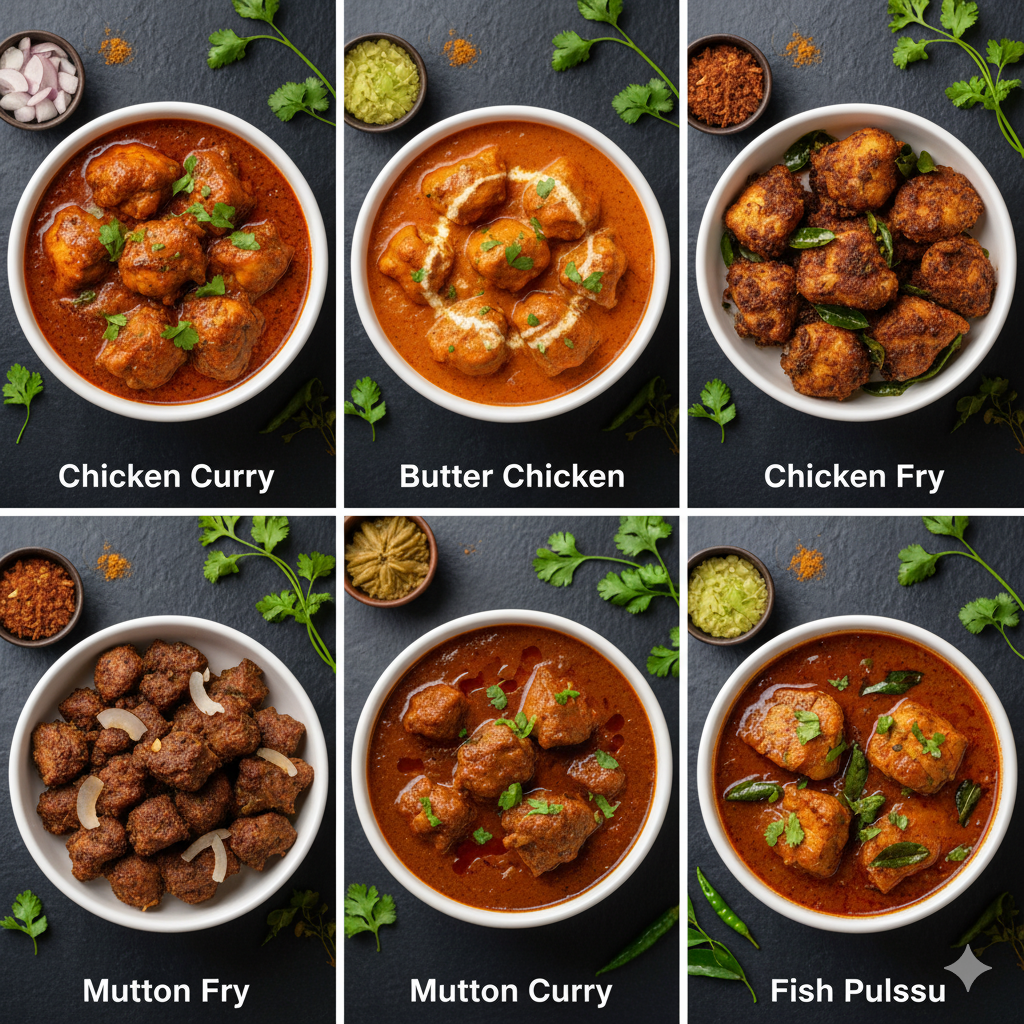 Chicken Curry
Butter Chicken
Chicken Fry
Mutton Fry
Mutton Curry
Fish Pulssu